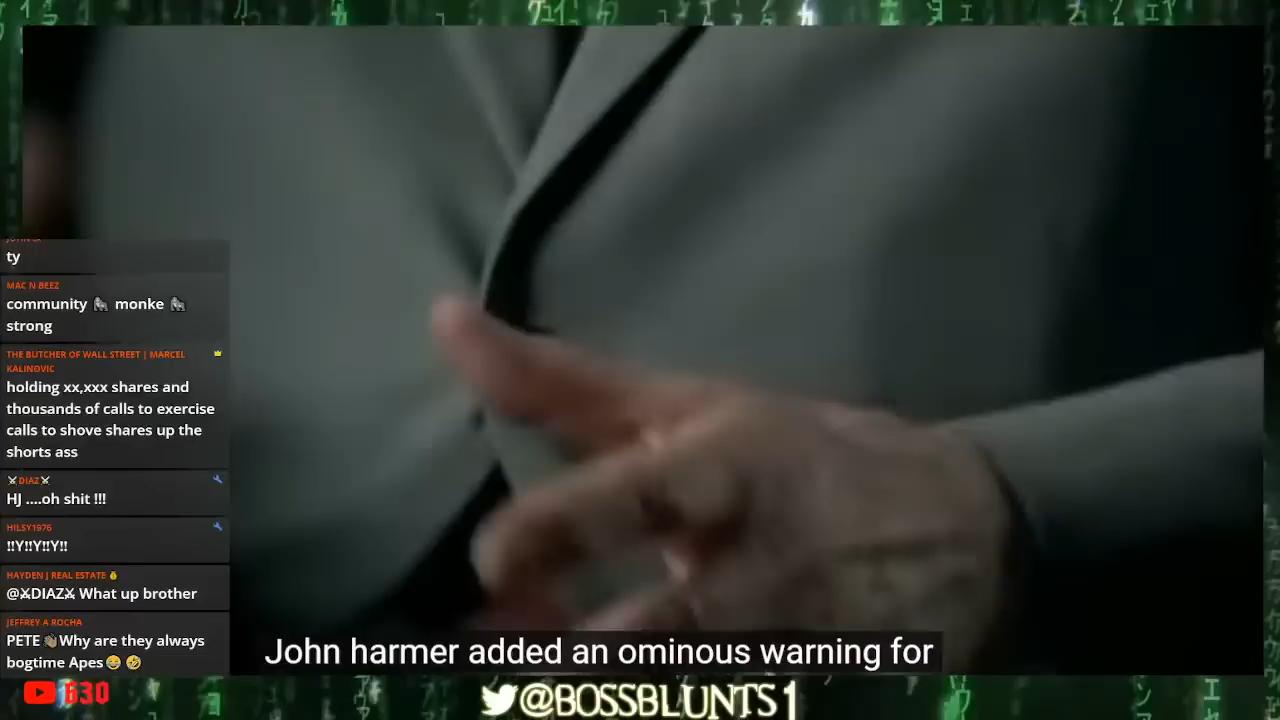 ty
MAC N BEEZ
community 🦍 monke 🦍
strong
THE BUTCHER OF WALL STREET | MARCEL
KALINOVIC
holding xx,xxx shares and
thousands of calls to exercise
calls to shove shares up the
shorts ass
⚔DIAZ⚔
HJ ....oh shit !!!
HILSY1976
‼Y‼Y‼Y‼
HAYDEN | REAL ESTATE 💰
@⚔DIAZ⚔ What up brother
JEFFREY A ROCHA
PETE 👋🏽Why are they always
bogtime Apes😂 🤣
John harmer added an ominous warning for
630
@BOSSBLUNTS1